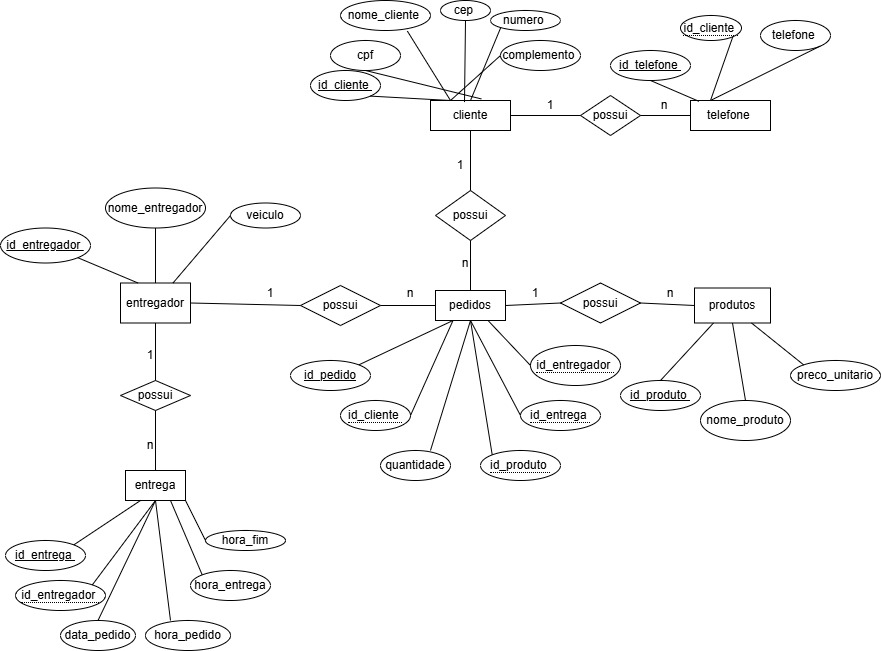 nome_cliente
cep
numero
cpf
complemento
id_cliente
id_cliente
telefone
id_telefone
cliente
1
possui
n
telefone
1
possui
n
nome_entregador
veiculo
id_entregador
entregador
1
possui
n
pedidos
1
possui
n
produtos
1
possui
n
id_pedido
id_cliente
quantidade
id_produto
id_entrega
id_entregador
id_produto
nome_produto
preco_unitario
entrega
id_entrega
id_entregador
data_pedido
hora_pedido
hora_entrega
hora_fim